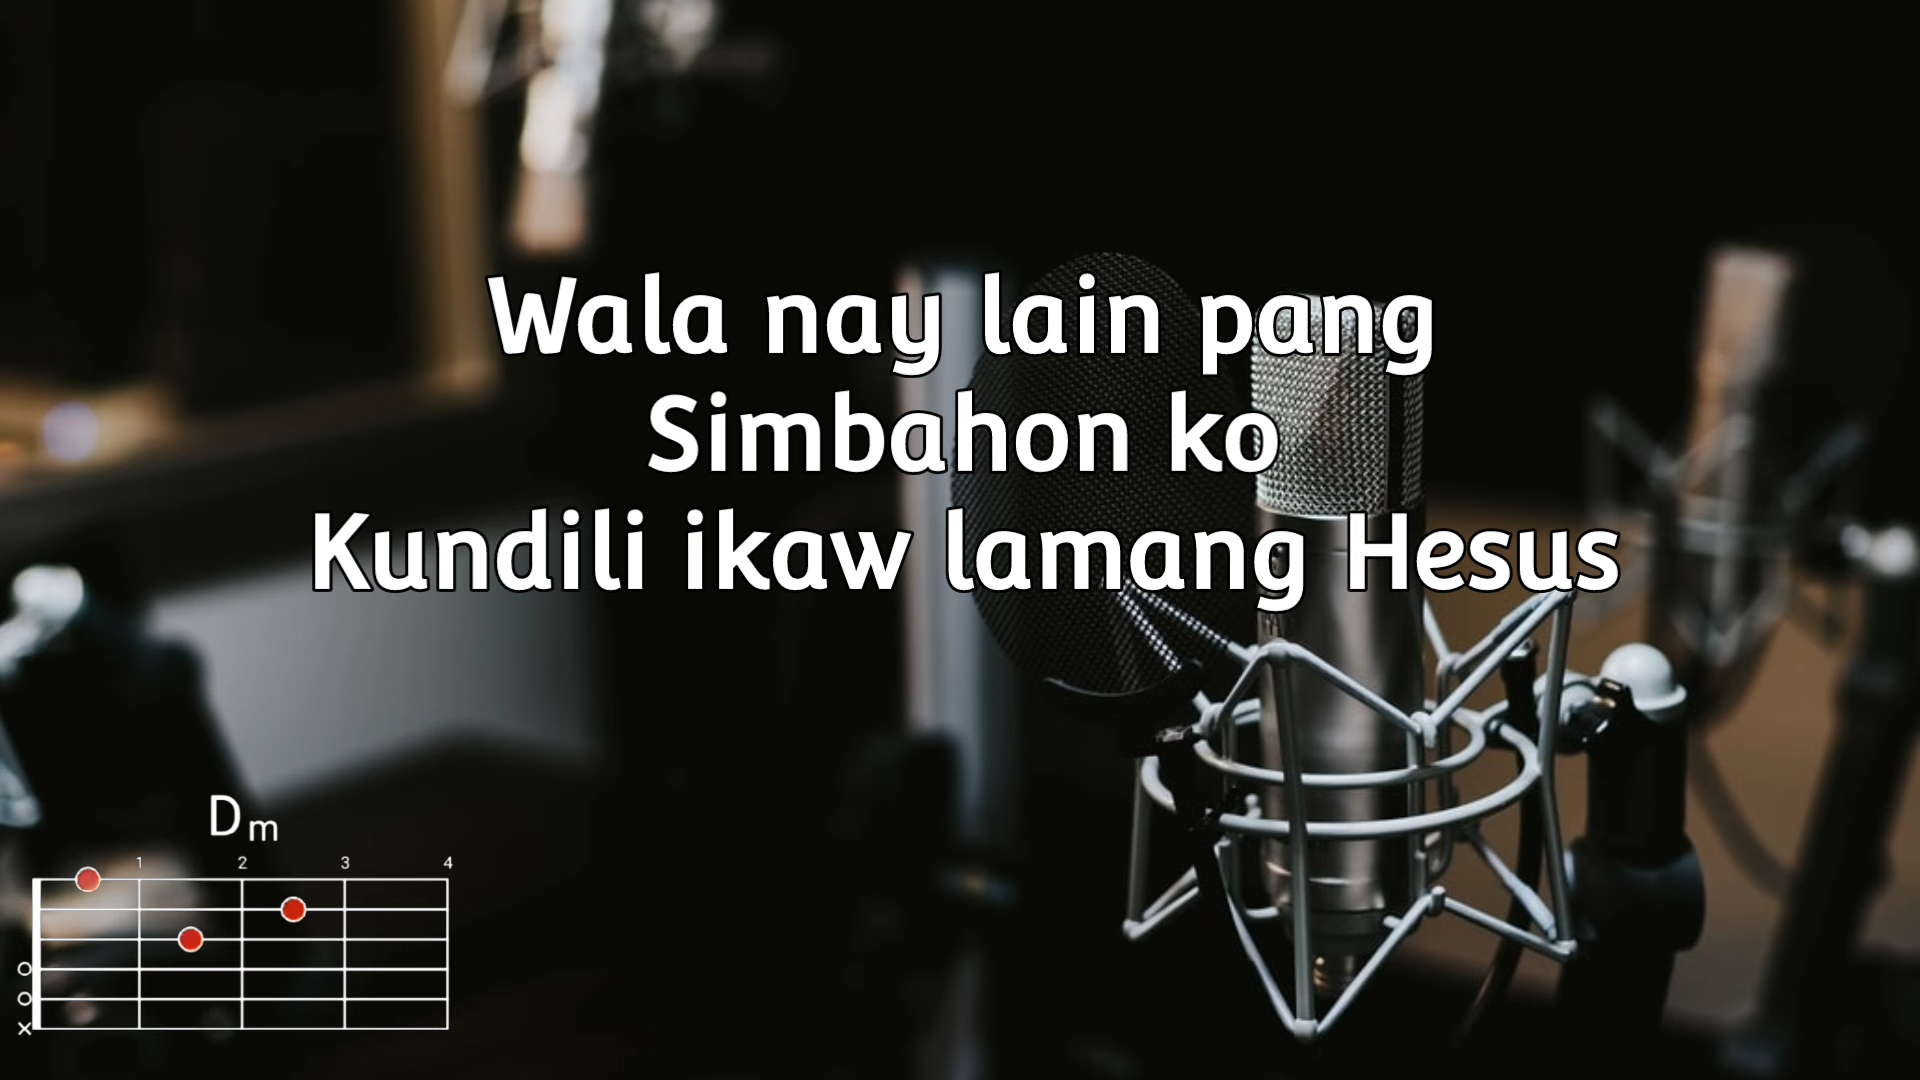 Wala nay lain pang
Simbahon ko
Kundili ikaw lamang Hesus
Dm
1 2 3 4
o
o
x